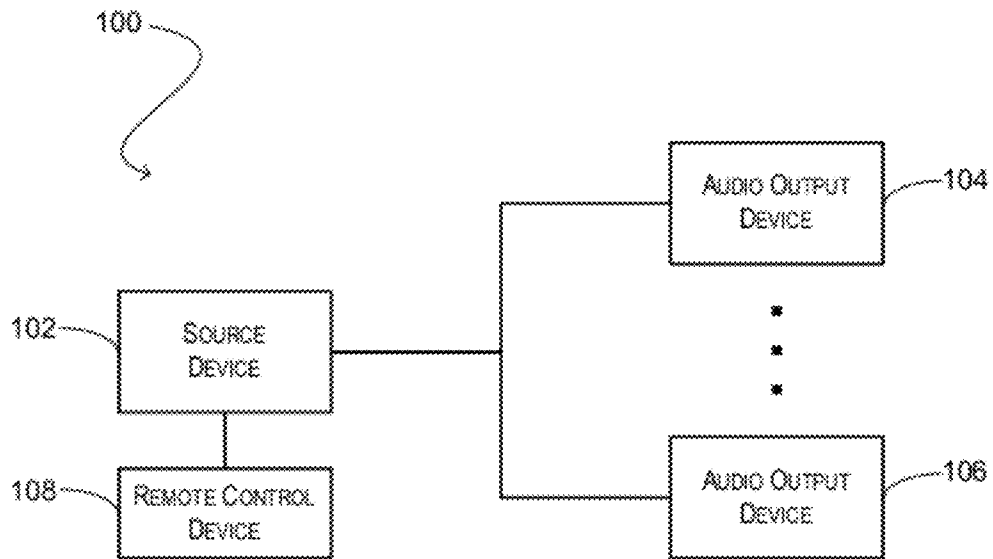 100
AUDIO OUTPUT
DEVICE
104
102
SOURCE
DEVICE
108
REMOTE CONTROL
DEVICE
AUDIO OUTPUT
DEVICE
106